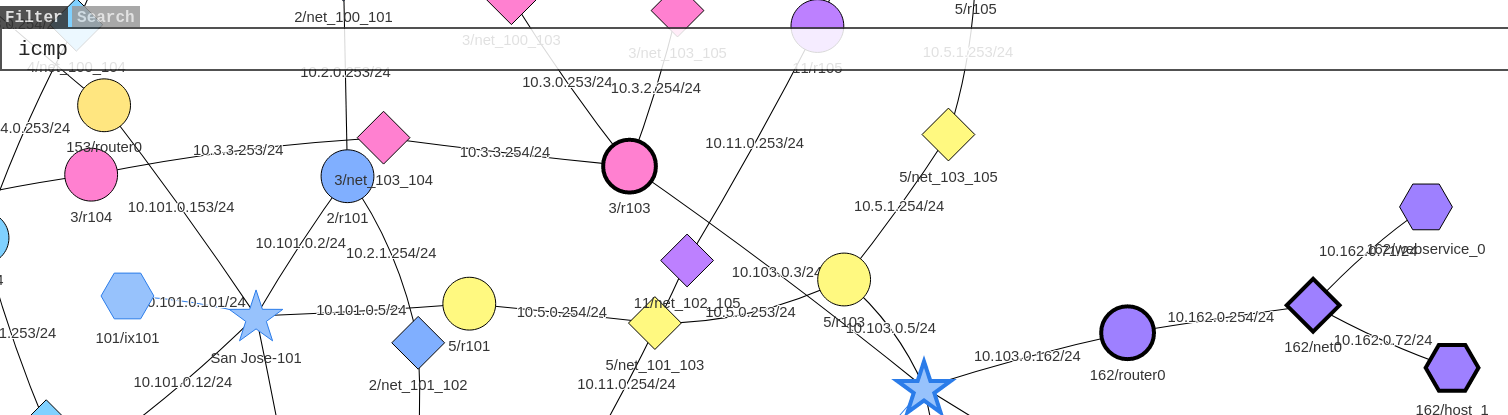 Filter Search
icmp
2/net_100_101
5/r105
3/net_100_103
3/net_103_105
10.5.1.253/24
4/net_100_104
11/r105
10.2.0.253/24
10.3.0.253/24
10.3.2.254/24
4.0.253/24
153/router0
10.3.3.253/24
10.3.3.254/24
10.11.0.253/24
3/net_103_104
5/net_103_105
3/r104
10.101.0.153/24
2/r101
3/r103
10.5.1.254/24
10.101.0.2/24
10.2.1.254/24
10.162.0.71/24
162/webservice_0
10.103.0.3/24
.101.0.101/24
10.101.0.5/24
10.5.0.254/24
11/net_102_105
10.5.0.253/24
5/r103
10.103.0.5/24
10.162.0.254/24
1.253/24
101/ix101
San Jose-101
5/r101
5/net_101_103
162/net0
10.162.0.72/24
10.103.0.162/24
162/router0
10.101.0.12/24
2/net_101_102
10.11.0.254/24
162/host_1